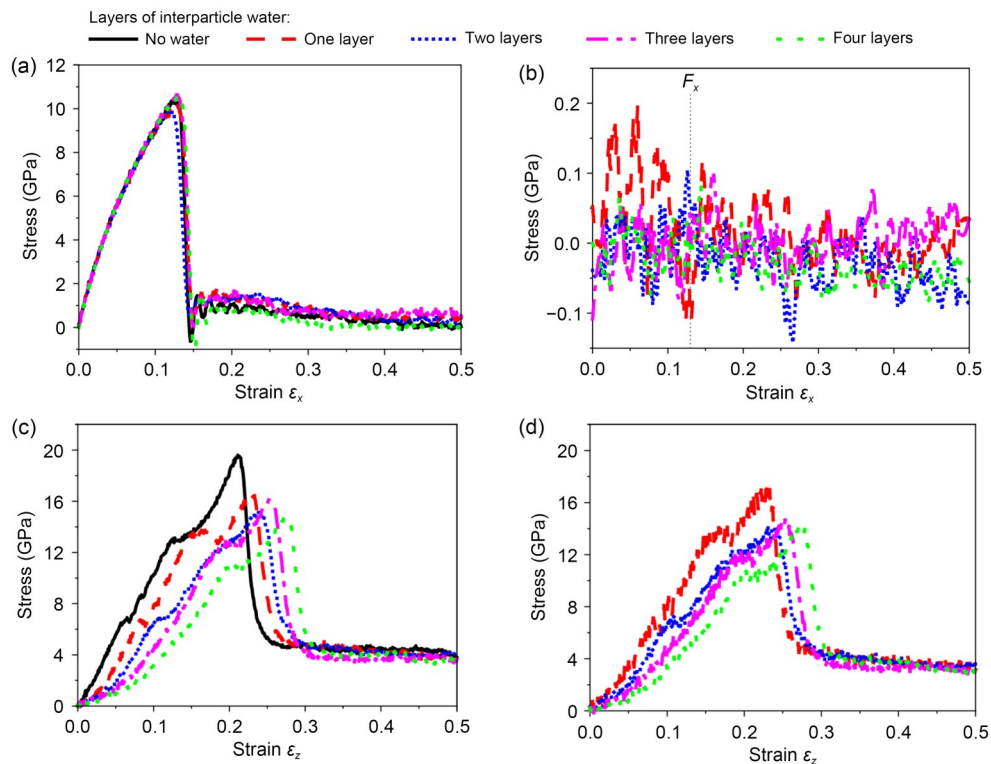 Layers of interparticle water:
No water One layer Two layers Three layers Four layers
(a)
12
10
8
6
4
2
0
Stress (GPa)
0.0 0.1 0.2 0.3 0.4 0.5
Strain εx
(b)
Fx
0.2
0.1
0.0
−0.1
Stress (GPa)
0.0 0.1 0.2 0.3 0.4 0.5
Strain εx
(c)
20
16
12
8
4
0
Stress (GPa)
0.0 0.1 0.2 0.3 0.4 0.5
Strain εz
(d)
20
16
12
8
4
0
Stress (GPa)
0.0 0.1 0.2 0.3 0.4 0.5
Strain εz